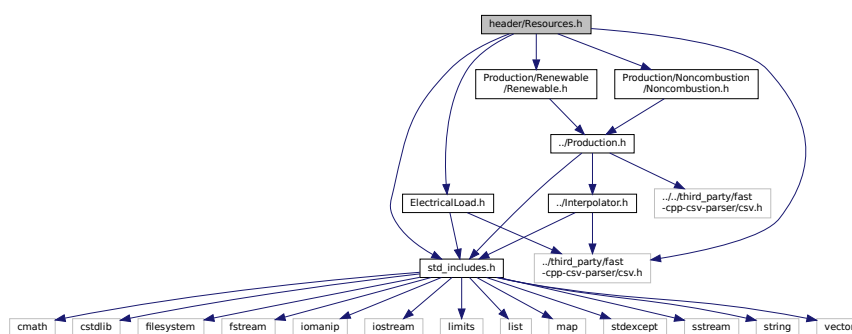 header/Resources.h
Production/Renewable
/Renewable.h
Production/Noncombustion
/Noncombustion.h
../Production.h
../../third_party/fast
-cpp-csv-parser/csv.h
ElectricalLoad.h
../Interpolator.h
std_includes.h
../third_party/fast
-cpp-csv-parser/csv.h
cmath
cstdlib
filesystem
fstream
iomanip
iostream
limits
list
map
stdexcept
sstream
string
vecto